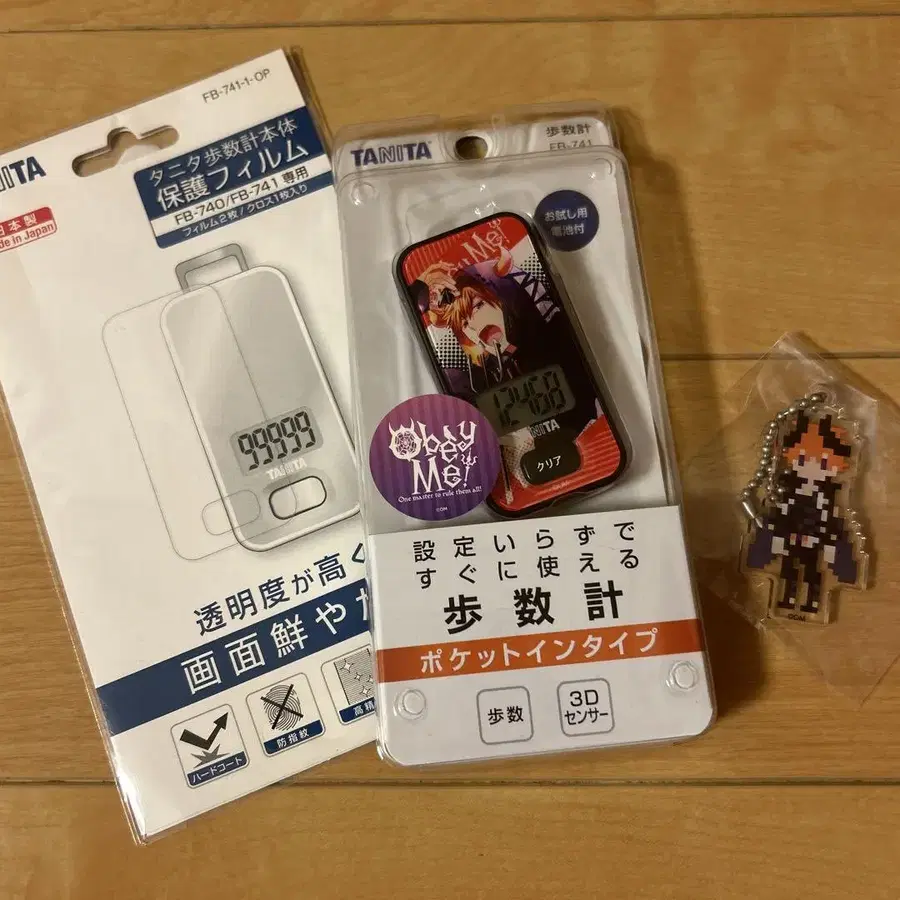 FB-741-1-OP
タニタ歩数計本体
保護フィルム
FB-740/FB-741専用
フィルム2枚/クロス1枚入り
日本製
in Japan
99999
TANITA
透明度が高く
画面鮮やか
ハードコート
防指紋
TANITA
歩数計
FB-741
お試し用
電池付
Me!
TANITA
クリア
Obey
Me!
One master to rule them all!
©OM
設定いらずで
すぐに使える
歩数計
ポケットインタイプ
歩数
3D
センサー